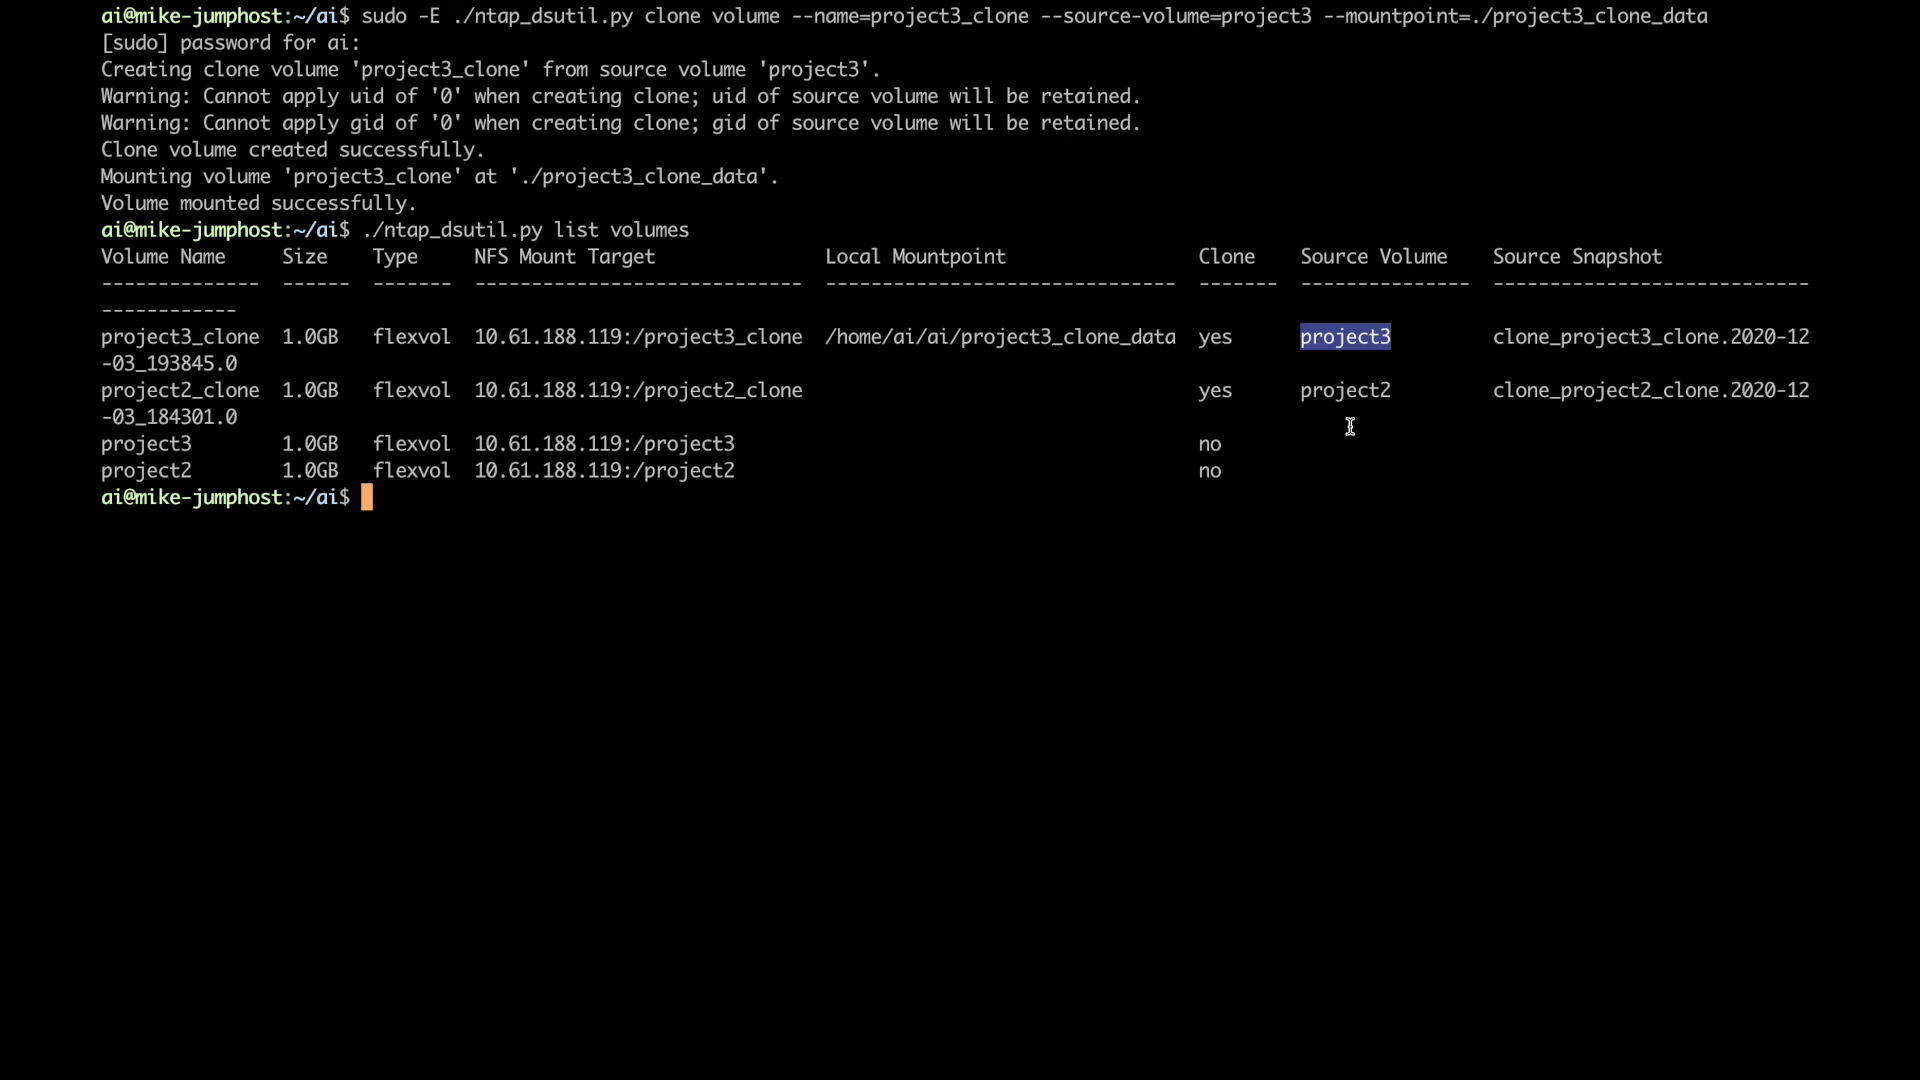 ai@mike-jumphost:~/ai$ sudo -E ./ntap_dsutil.py clone volume --name=project3_clone --source-volume=project3 --mountpoint=./project3_clone_data
[sudo] password for ai:
Creating clone volume 'project3_clone' from source volume 'project3'.
Warning: Cannot apply uid of '0' when creating clone; uid of source volume will be retained.
Warning: Cannot apply gid of '0' when creating clone; gid of source volume will be retained.
Clone volume created successfully.
Mounting volume 'project3_clone' at './project3_clone_data'.
Volume mounted successfully.
ai@mike-jumphost:~/ai$ ./ntap_dsutil.py list volumes
Volume Name     Size    Type     NFS Mount Target               Local Mountpoint                 Clone    Source Volume    Source Snapshot
--------------  ------  -------  -----------------------------  -------------------------------  -------  ---------------  ----------------------------
------------
project3_clone  1.0GB   flexvol  10.61.188.119:/project3_clone  /home/ai/ai/project3_clone_data  yes      project3         clone_project3_clone.2020-12
-03_193845.0
project2_clone  1.0GB   flexvol  10.61.188.119:/project2_clone                                   yes      project2         clone_project2_clone.2020-12
-03_184301.0
project3        1.0GB   flexvol  10.61.188.119:/project3                                         no
project2        1.0GB   flexvol  10.61.188.119:/project2                                         no
ai@mike-jumphost:~/ai$